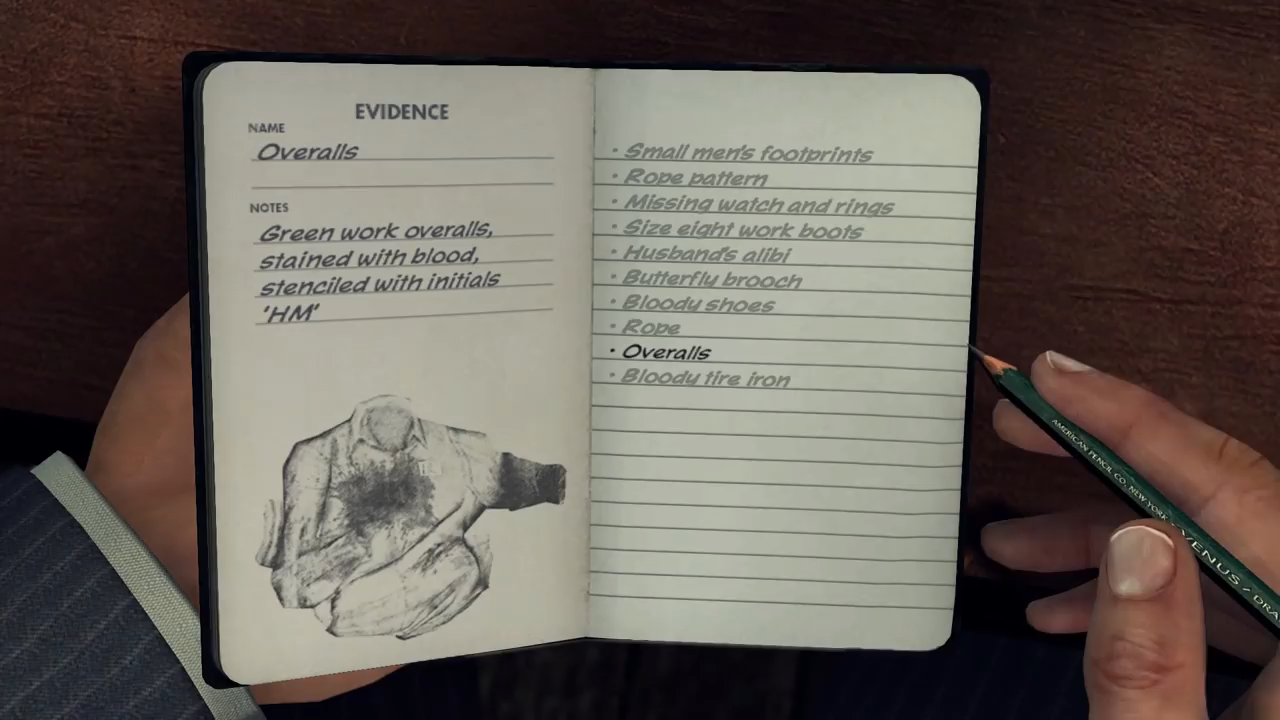 EVIDENCE
NAME
Overalls
NOTES
Green work overalls,
stained with blood,
stenciled with initials
'HM'
• Small men's footprints
• Rope pattern
• Missing watch and rings
• Size eight work boots
• Husband's alibi
• Butterfly brooch
• Bloody shoes
• Rope
• Overalls
• Bloody tire iron
AMERICAN PENCIL CO. NEW YORK
VENUS / DRA